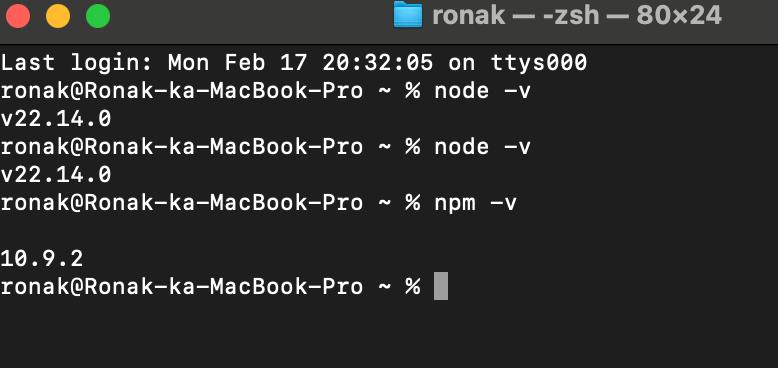 ronak — -zsh — 80×24
Last login: Mon Feb 17 20:32:05 on ttys000
ronak@Ronak-ka-MacBook-Pro ~ % node -v
v22.14.0
ronak@Ronak-ka-MacBook-Pro ~ % node -v
v22.14.0
ronak@Ronak-ka-MacBook-Pro ~ % npm -v
10.9.2
ronak@Ronak-ka-MacBook-Pro ~ %